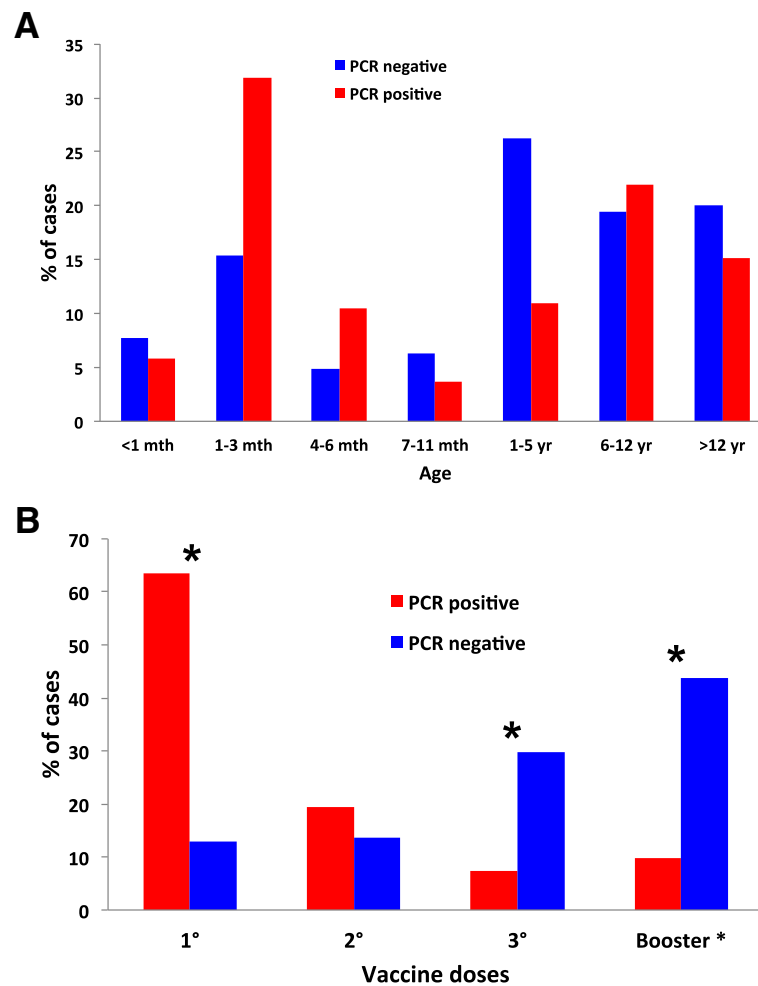 A
35
30
25
20
15
10
5
0
% of cases
PCR negative
PCR positive
<1 mth 1-3 mth 4-6 mth 7-11 mth 1-5 yr 6-12 yr >12 yr
Age
B
70
60
50
40
30
20
10
0
% of cases
*
PCR positive
PCR negative
*
*
1° 2° 3° Booster *
Vaccine doses